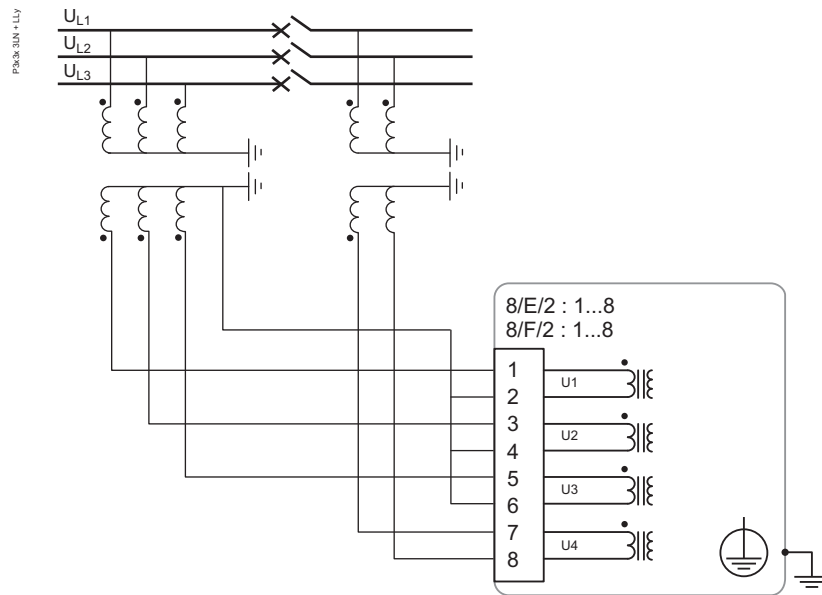 P3x3x 3LN + LLy
UL1
UL2
UL3
8/E/2 : 1...8
8/F/2 : 1...8
1
U1
2
3
U2
4
5
U3
6
7
U4
8